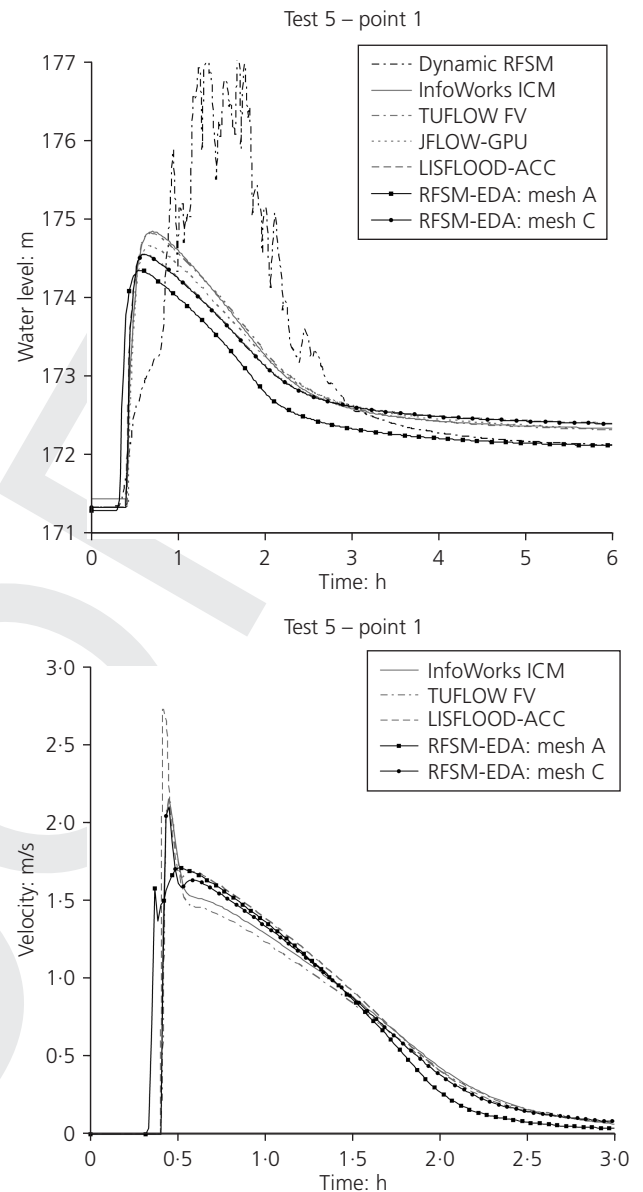 Test 5 – point 1
177
176
175
174
173
172
171
Water level: m
0
1
2
3
4
5
6
Time: h
Dynamic RFSM
InfoWorks ICM
TUFLOW FV
JFLOW-GPU
LISFLOOD-ACC
RFSM-EDA: mesh A
RFSM-EDA: mesh C
Test 5 – point 1
3·0
2·5
2·0
1·5
1·0
0·5
0
Velocity: m/s
0
0·5
1·0
1·5
2·0
2·5
3·0
Time: h
InfoWorks ICM
TUFLOW FV
LISFLOOD-ACC
RFSM-EDA: mesh A
RFSM-EDA: mesh C